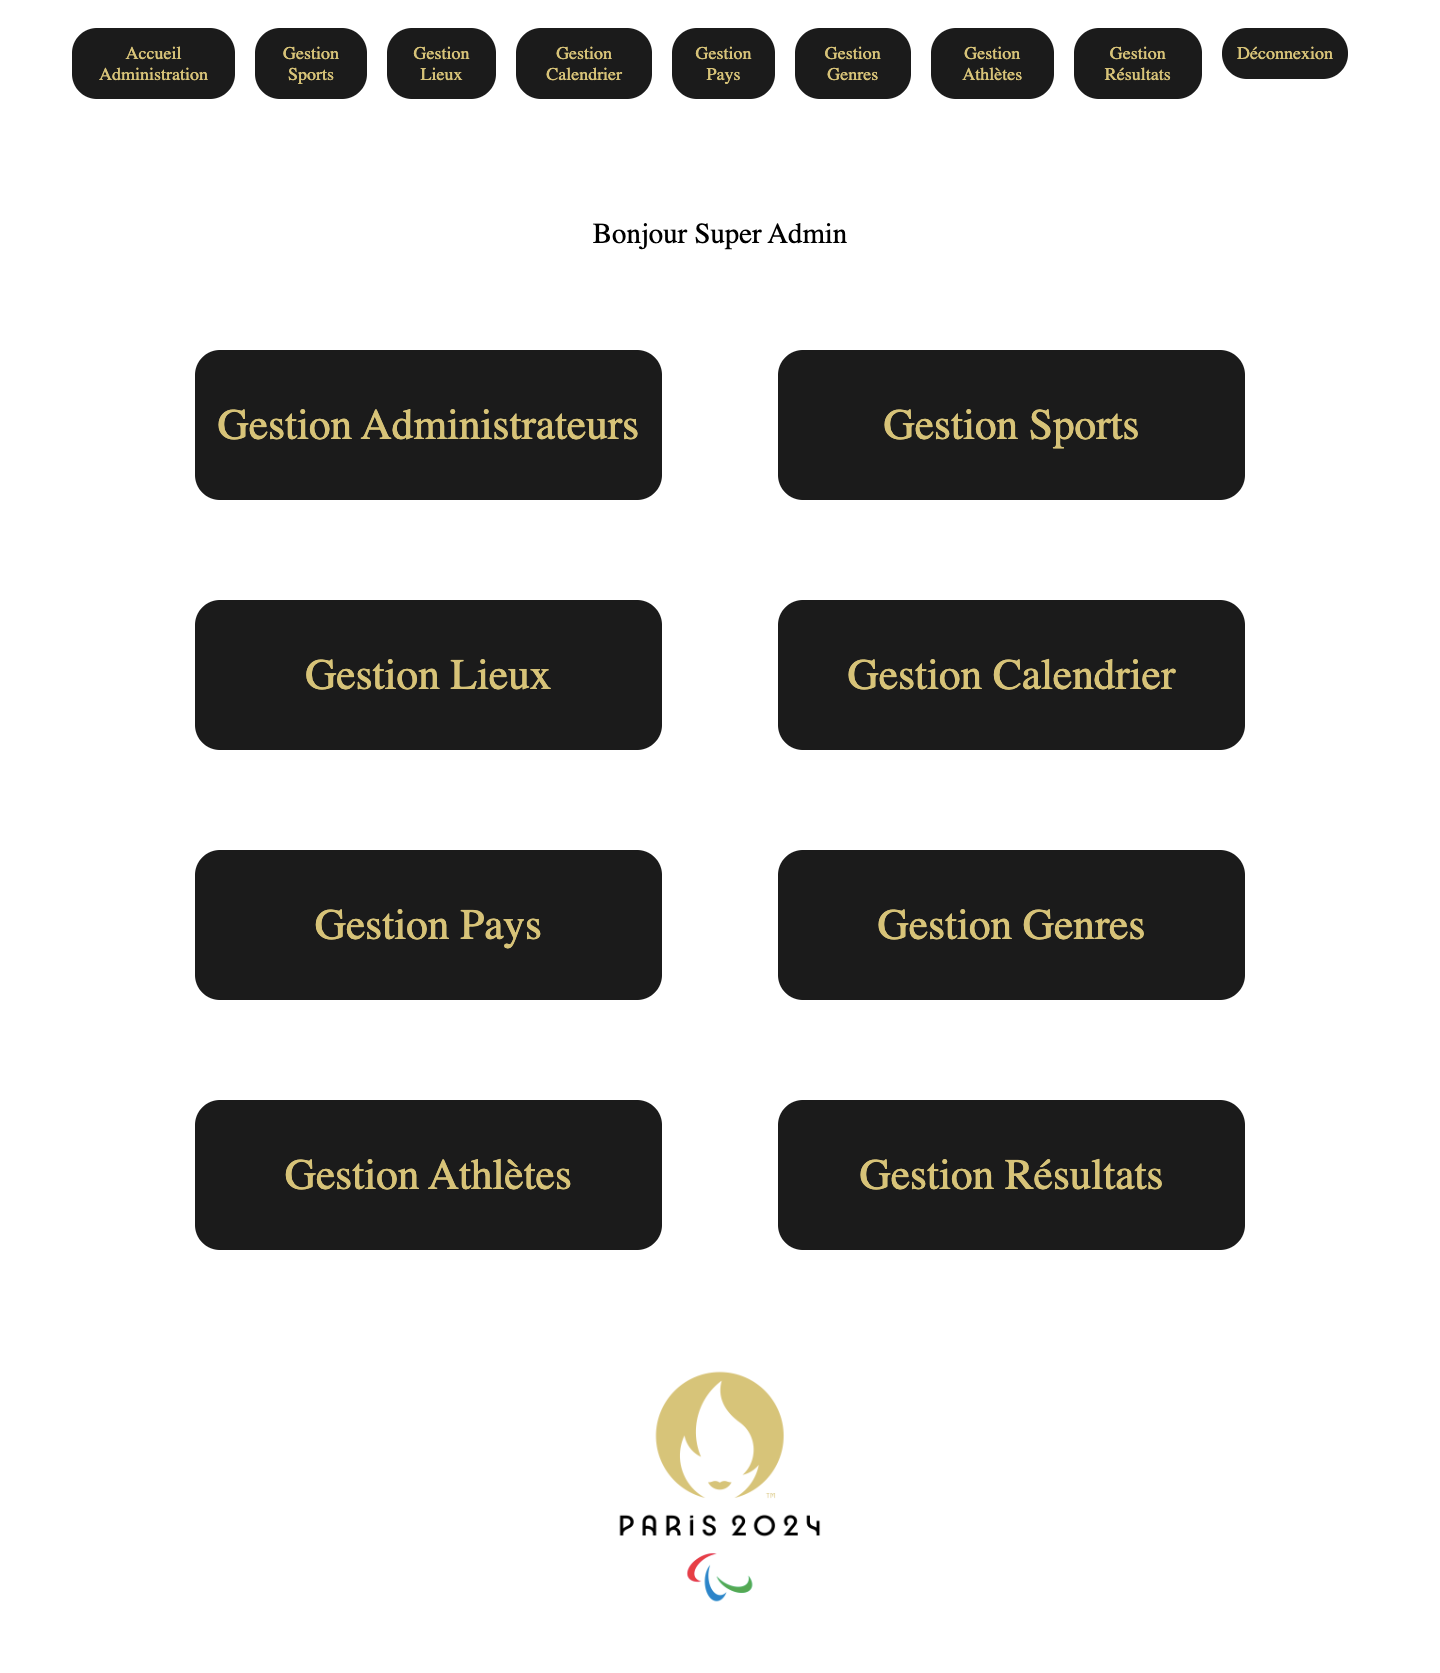 Accueil
Administration
Gestion
Sports
Gestion
Lieux
Gestion
Calendrier
Gestion
Pays
Gestion
Genres
Gestion
Athlètes
Gestion
Résultats
Déconnexion
Bonjour Super Admin
Gestion Administrateurs
Gestion Sports
Gestion Lieux
Gestion Calendrier
Gestion Pays
Gestion Genres
Gestion Athlètes
Gestion Résultats
TM
PARiS 2024